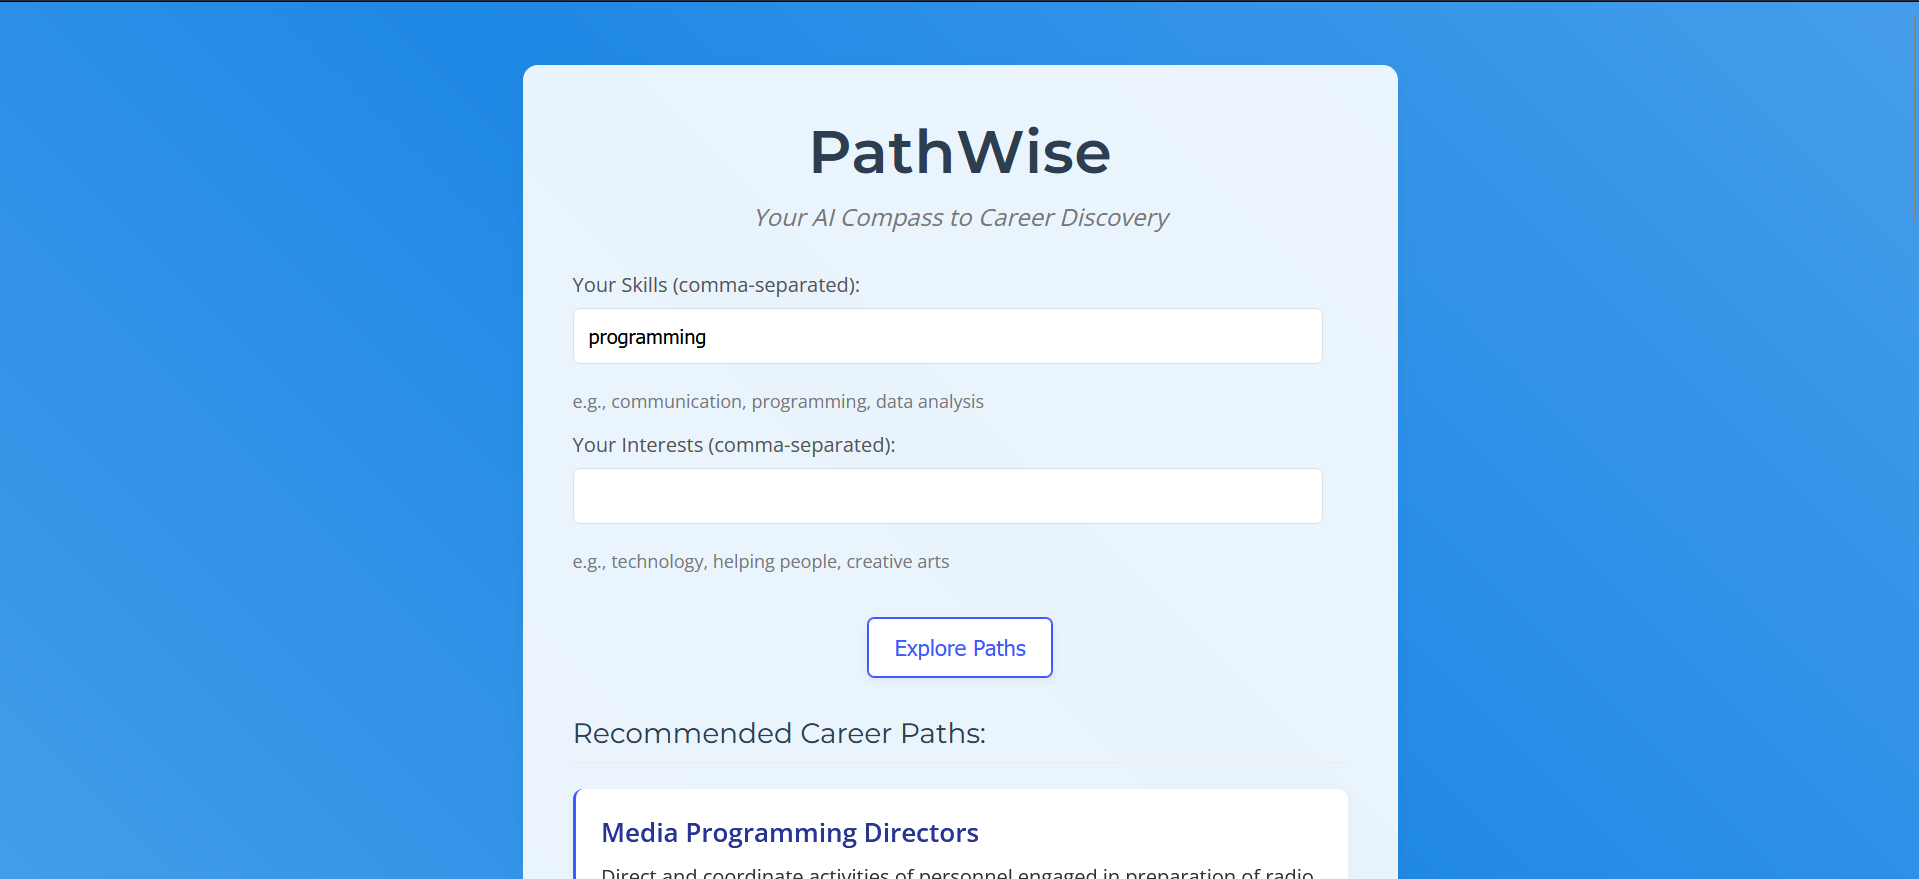 PathWise
Your AI Compass to Career Discovery
Your Skills (comma-separated):
programming
e.g., communication, programming, data analysis
Your Interests (comma-separated):
e.g., technology, helping people, creative arts
Explore Paths
Recommended Career Paths:
Media Programming Directors
Direct and coordinate activities of personnel engaged in preparation of radio